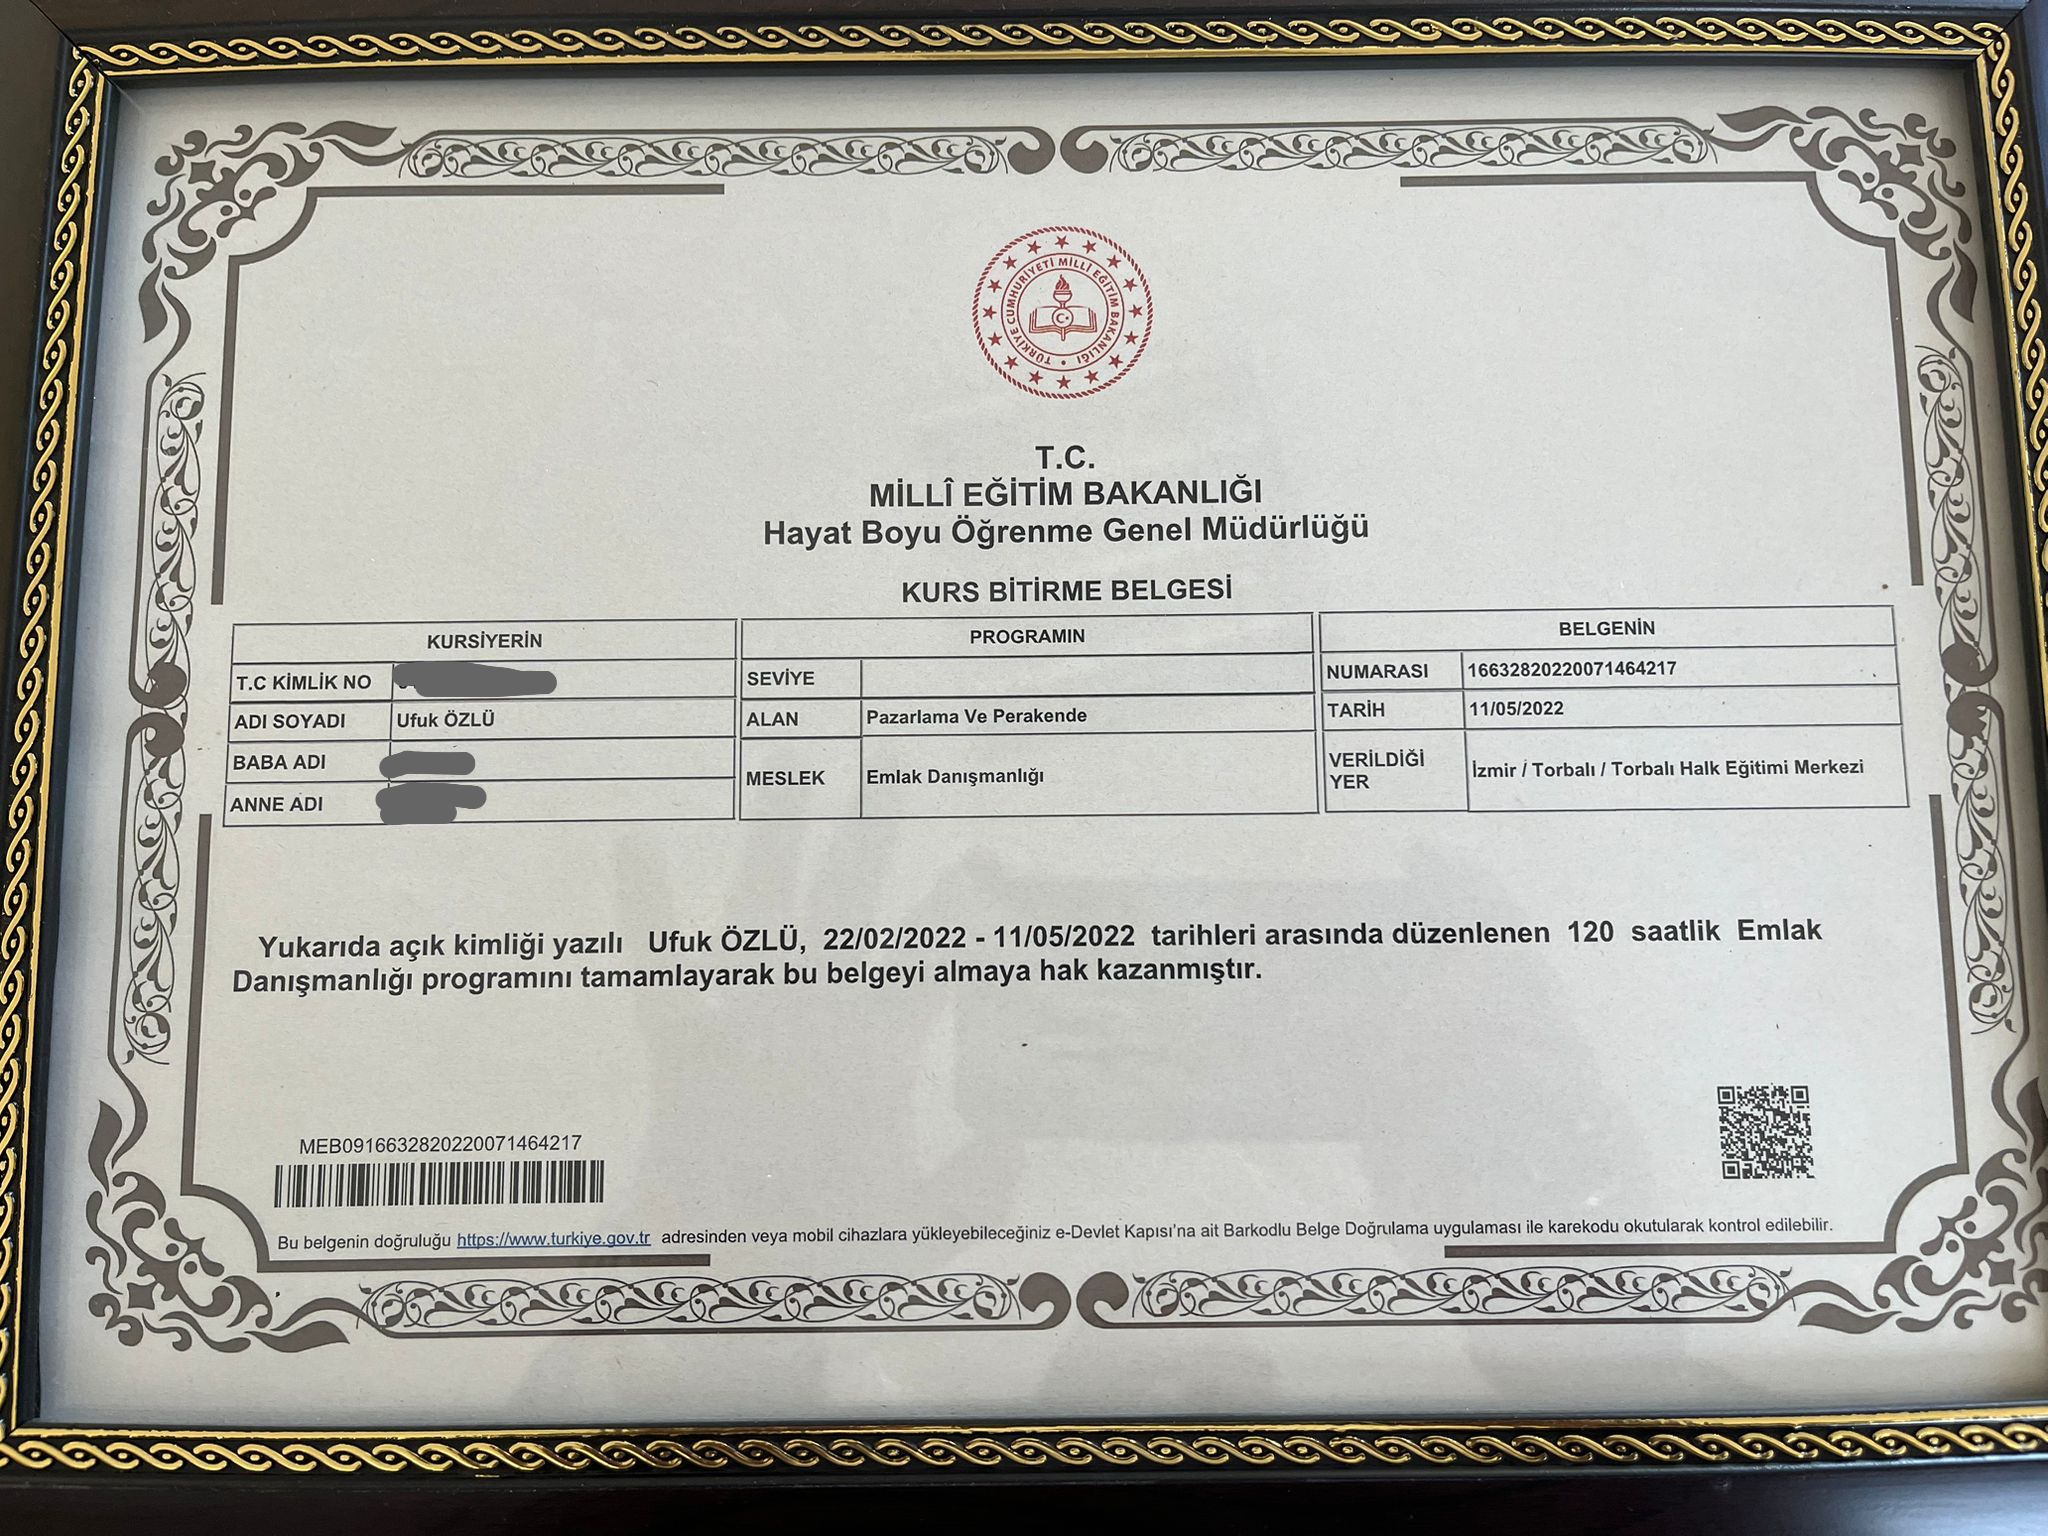 TÜRKİYE CUMHURİYETİ MİLLÎ EĞİTİM BAKANLIĞI
T.C.
MİLLÎ EĞİTİM BAKANLIĞI
Hayat Boyu Öğrenme Genel Müdürlüğü
KURS BİTİRME BELGESİ
KURSİYERİN
T.C KİMLİK NO
ADI SOYADI Ufuk ÖZLÜ
BABA ADI
ANNE ADI
PROGRAMIN
SEVİYE
ALAN Pazarlama Ve Perakende
MESLEK Emlak Danışmanlığı
BELGENİN
NUMARASI 16632820220071464217
TARİH 11/05/2022
VERİLDİĞİ
YER
İzmir / Torbalı / Torbalı Halk Eğitimi Merkezi
Yukarıda açık kimliği yazılı Ufuk ÖZLÜ, 22/02/2022 - 11/05/2022 tarihleri arasında düzenlenen 120 saatlik Emlak
Danışmanlığı programını tamamlayarak bu belgeyi almaya hak kazanmıştır.
MEB0916632820220071464217
Bu belgenin doğruluğu https://www.turkiye.gov.tr adresinden veya mobil cihazlara yükleyebileceğiniz e-Devlet Kapısı'na ait Barkodlu Belge Doğrulama uygulaması ile karekodu okutularak kontrol edilebilir.